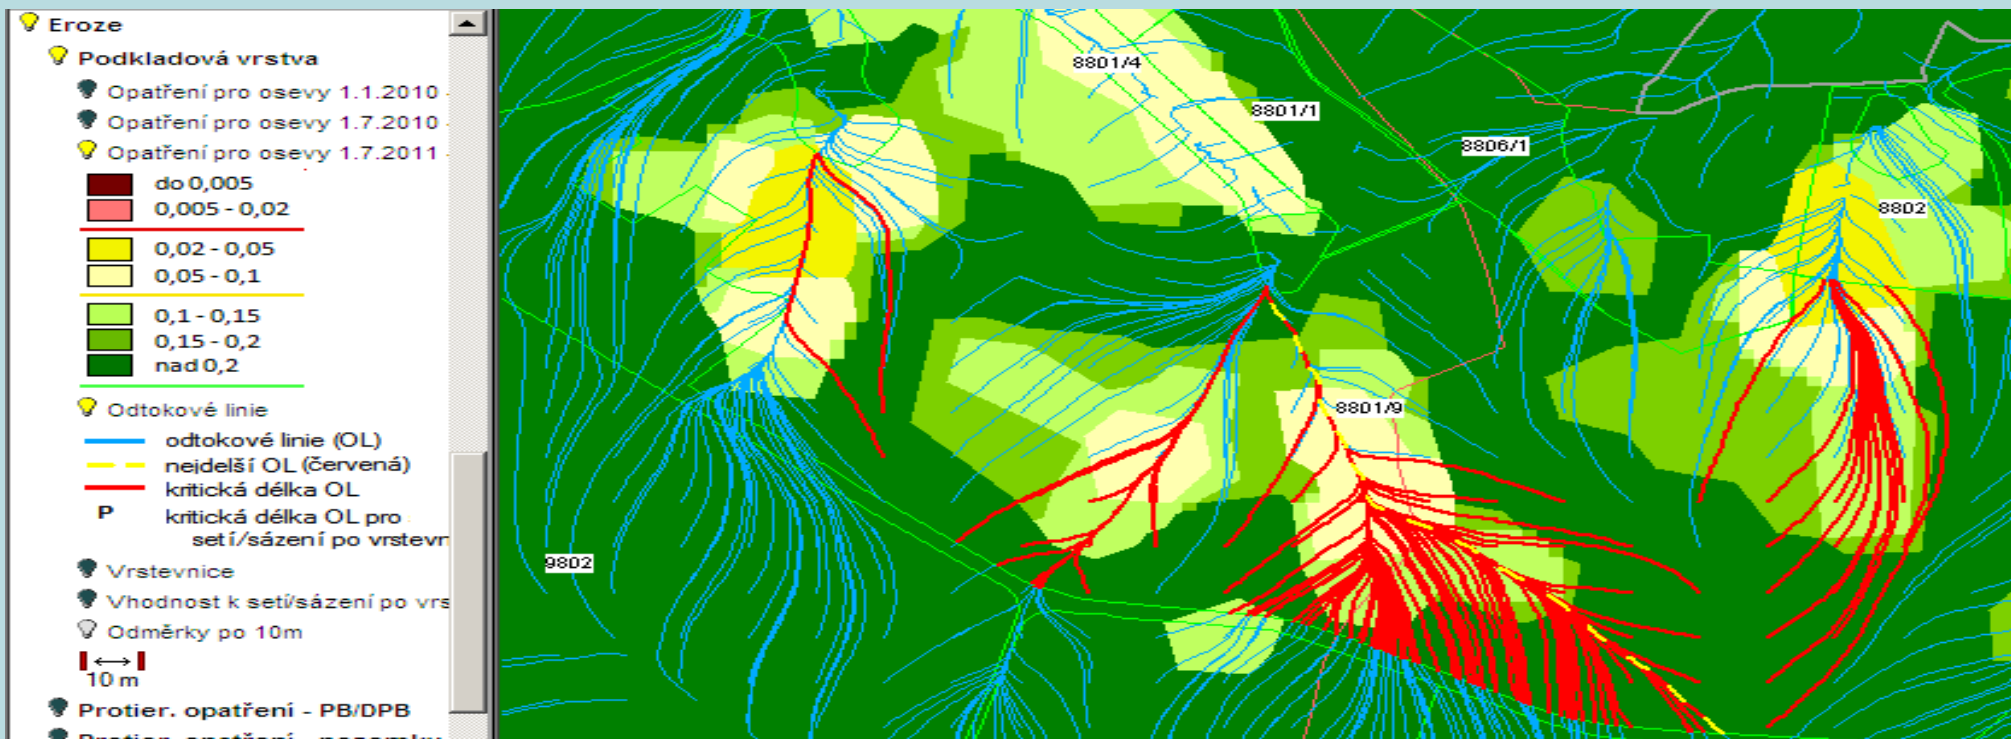 Eroze
Podkladová vrstva
Opatření pro osevy 1.1.2010
Opatření pro osevy 1.7.2010
Opatření pro osevy 1.7.2011
do 0,005
0,005 - 0,02
0,02 - 0,05
0,05 - 0,1
0,1 - 0,15
0,15 - 0,2
nad 0,2
Odtokové linie
odtokové linie (OL)
nejdelší OL (červená)
kritická délka OL
P kritická délka OL pro
setí/sázení po vrstevn
Vrstevnice
Vhodnost k setí/sázení po vrs
Odměrky po 10m
10 m
Protier. opatření - PB/DPB
Protier. opatření - pozemky
8801/4
8801/1
8806/1
8802
8801/9
9802